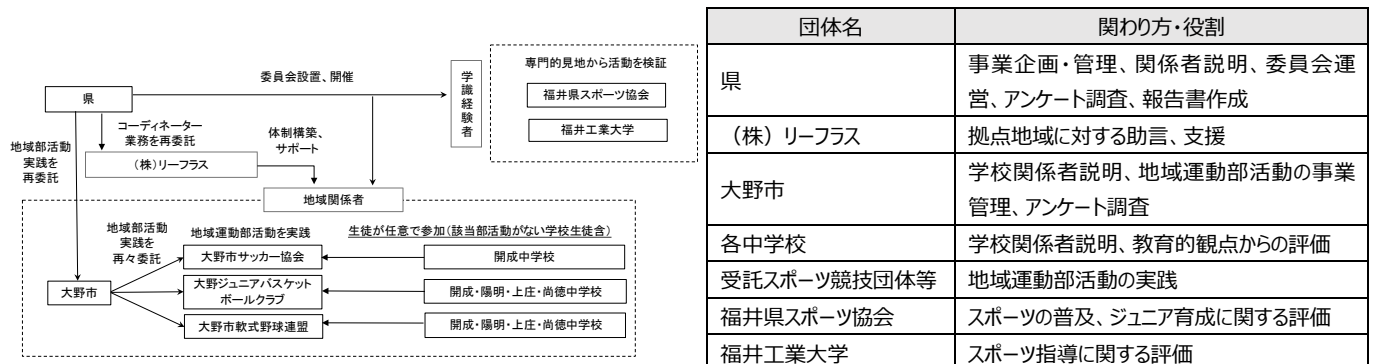 委員会設置、開催
県
学識経験者
専門的見地から活動を検証
福井県スポーツ協会
福井工業大学
コーディネーター
業務を再委託
体制構築、
サポート
地域部活動
実践を
再委託
（株）リーフラス
地域関係者
地域部活動
実践を
再々委託
地域運動部活動を実践
生徒が任意で参加（該当部活動がない学校生徒含）
大野市サッカー協会
開成中学校
大野市
大野ジュニアバスケット
ボールクラブ
開成・陽明・上庄・尚徳中学校
大野市軟式野球連盟
開成・陽明・上庄・尚徳中学校
団体名 関わり方・役割
県 事業企画・管理、関係者説明、委員会運
営、アンケート調査、報告書作成
（株）リーフラス 拠点地域に対する助言、支援
大野市 学校関係者説明、地域運動部活動の事業
管理、アンケート調査
各中学校 学校関係者説明、教育的観点からの評価
受託スポーツ競技団体等 地域運動部活動の実践
福井県スポーツ協会 スポーツの普及、ジュニア育成に関する評価
福井工業大学 スポーツ指導に関する評価